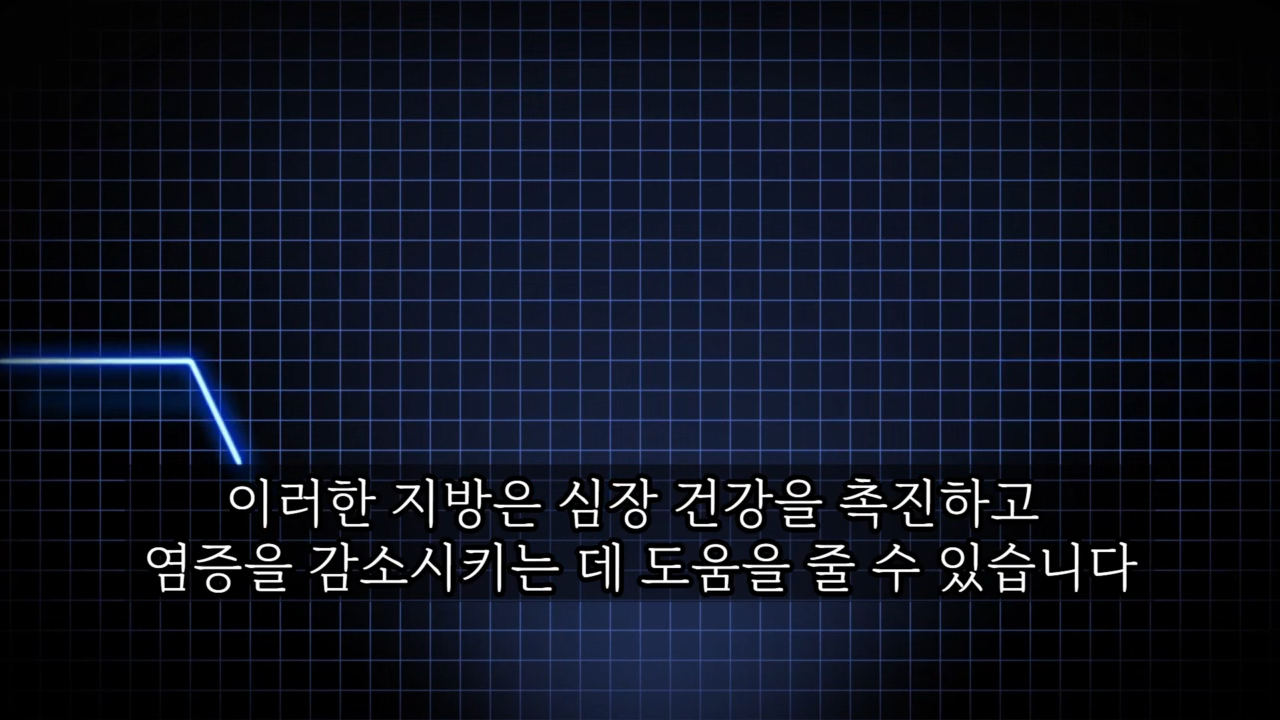 이러한 지방은 심장 건강을 촉진하고
염증을 감소시키는 데 도움을 줄 수 있습니다